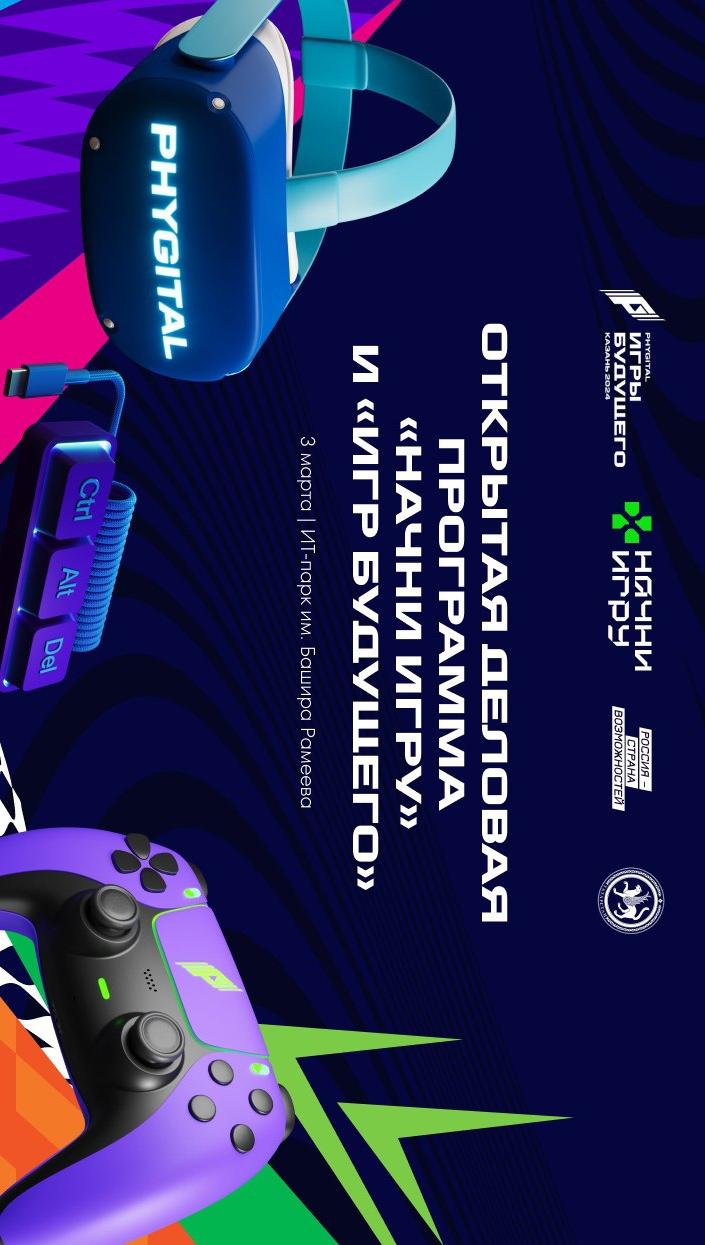 PHYGITAL
ИГРЫ
БУДУЩЕГО
КАЗАНЬ 2024
НАЧНИ
ИГРУ
РОССИЯ –
СТРАНА
ВОЗМОЖНОСТЕЙ
ОТКРЫТАЯ ДЕЛОВАЯ
ПРОГРАММА
«НАЧНИ ИГРУ»
И «ИГР БУДУЩЕГО»
3 марта | ИТ-парк им. Башира Рамеева
PHYGITAL
Ctrl
Alt
Del